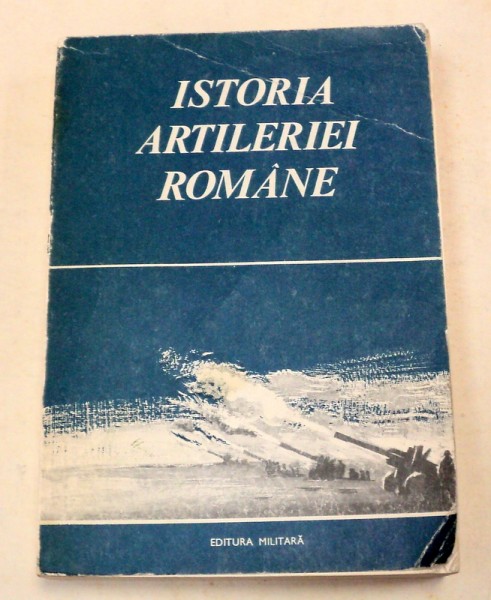 ISTORIA
ARTILERIEI
ROMÂNE
EDITURA MILITARĂ